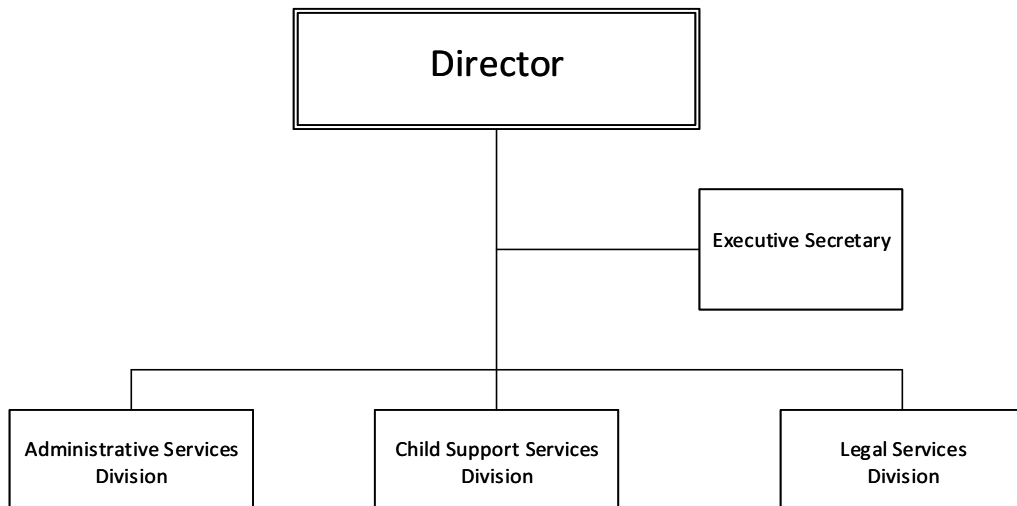 Director
Executive Secretary
Administrative Services
Division
Child Support Services
Division
Legal Services
Division